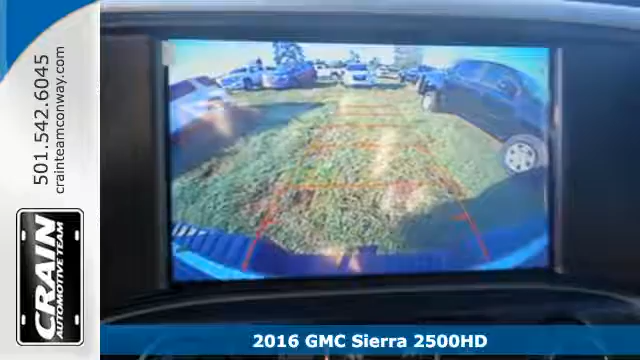 501.542.6045
crainteamconway.com
CRAIN
AUTOMOTIVE TEAM
2016 GMC Sierra 2500HD